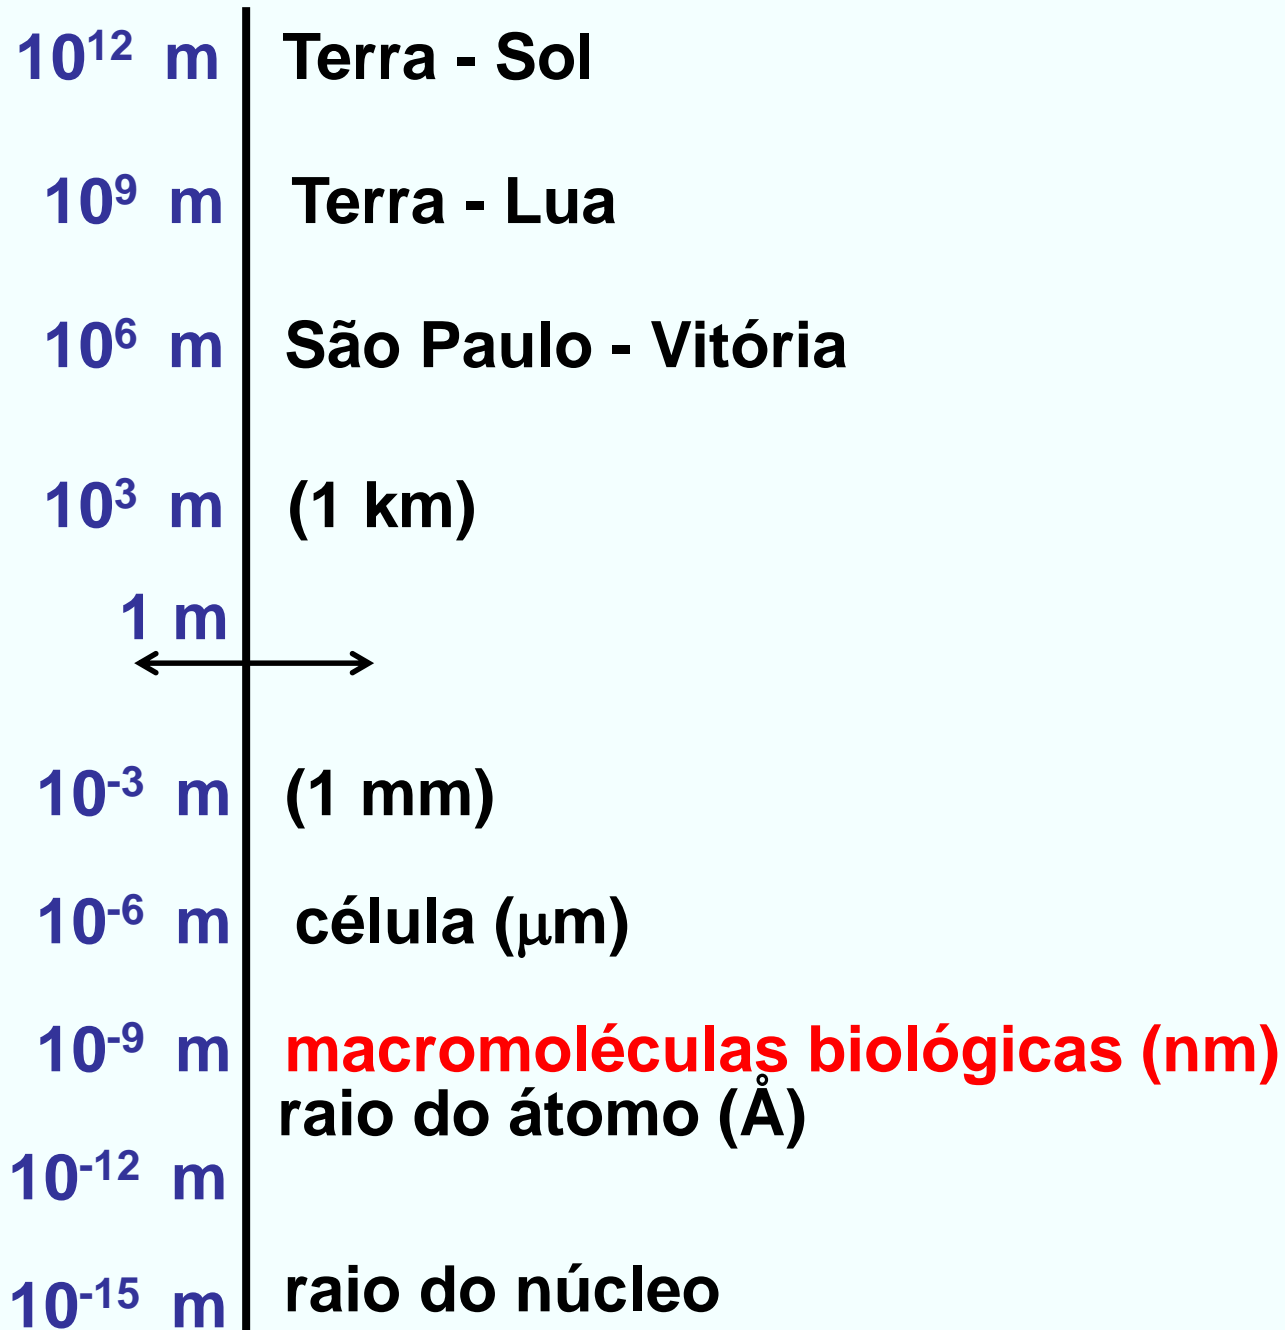 10¹² m Terra - Sol
10⁹ m Terra - Lua
10⁶ m São Paulo - Vitória
10³ m (1 km)
1 m
10⁻³ m (1 mm)
10⁻⁶ m célula (μm)
10⁻⁹ m macromoléculas biológicas (nm)
raio do átomo (Å)
10⁻¹² m
10⁻¹⁵ m raio do núcleo